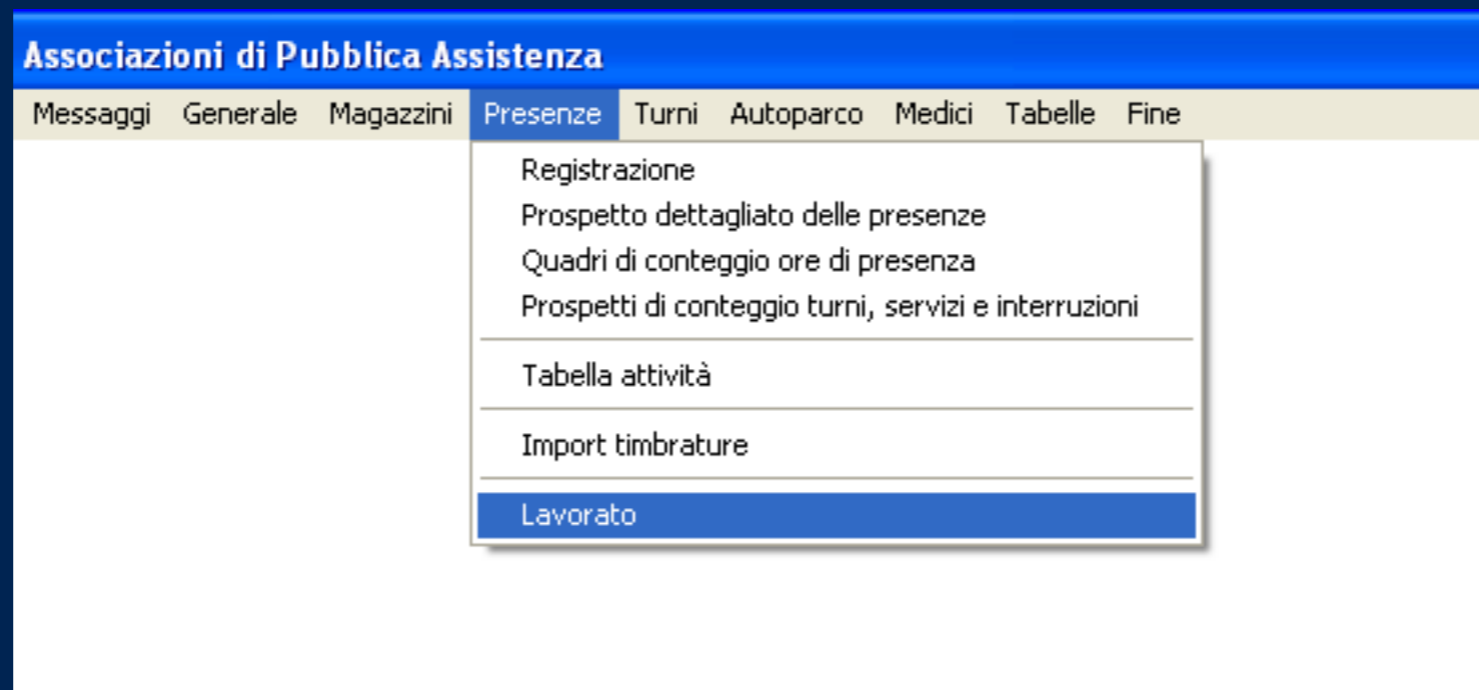 Associazioni di Pubblica Assistenza
Messaggi Generale Magazzini Presenze Turni Autoparco Medici Tabelle Fine
Registrazione
Prospetto dettagliato delle presenze
Quadri di conteggio ore di presenza
Prospetti di conteggio turni, servizi e interruzioni
Tabella attività
Import timbrature
Lavorato